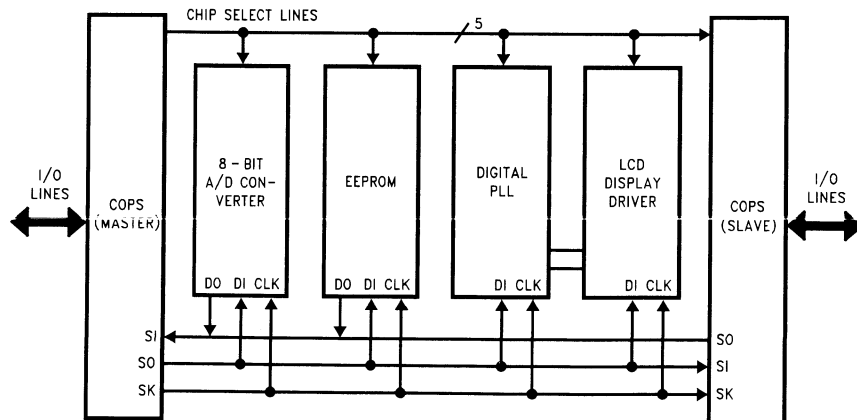 CHIP SELECT LINES
5
8 - BIT
A/D CON-
VERTER
EEPROM
DIGITAL
PLL
LCD
DISPLAY
DRIVER
I/O
LINES
COPS
(MASTER)
COPS
(SLAVE)
I/O
LINES
DO DI CLK
DO DI CLK
DI CLK
DI CLK
SI
SO
SO
SI
SK
SK